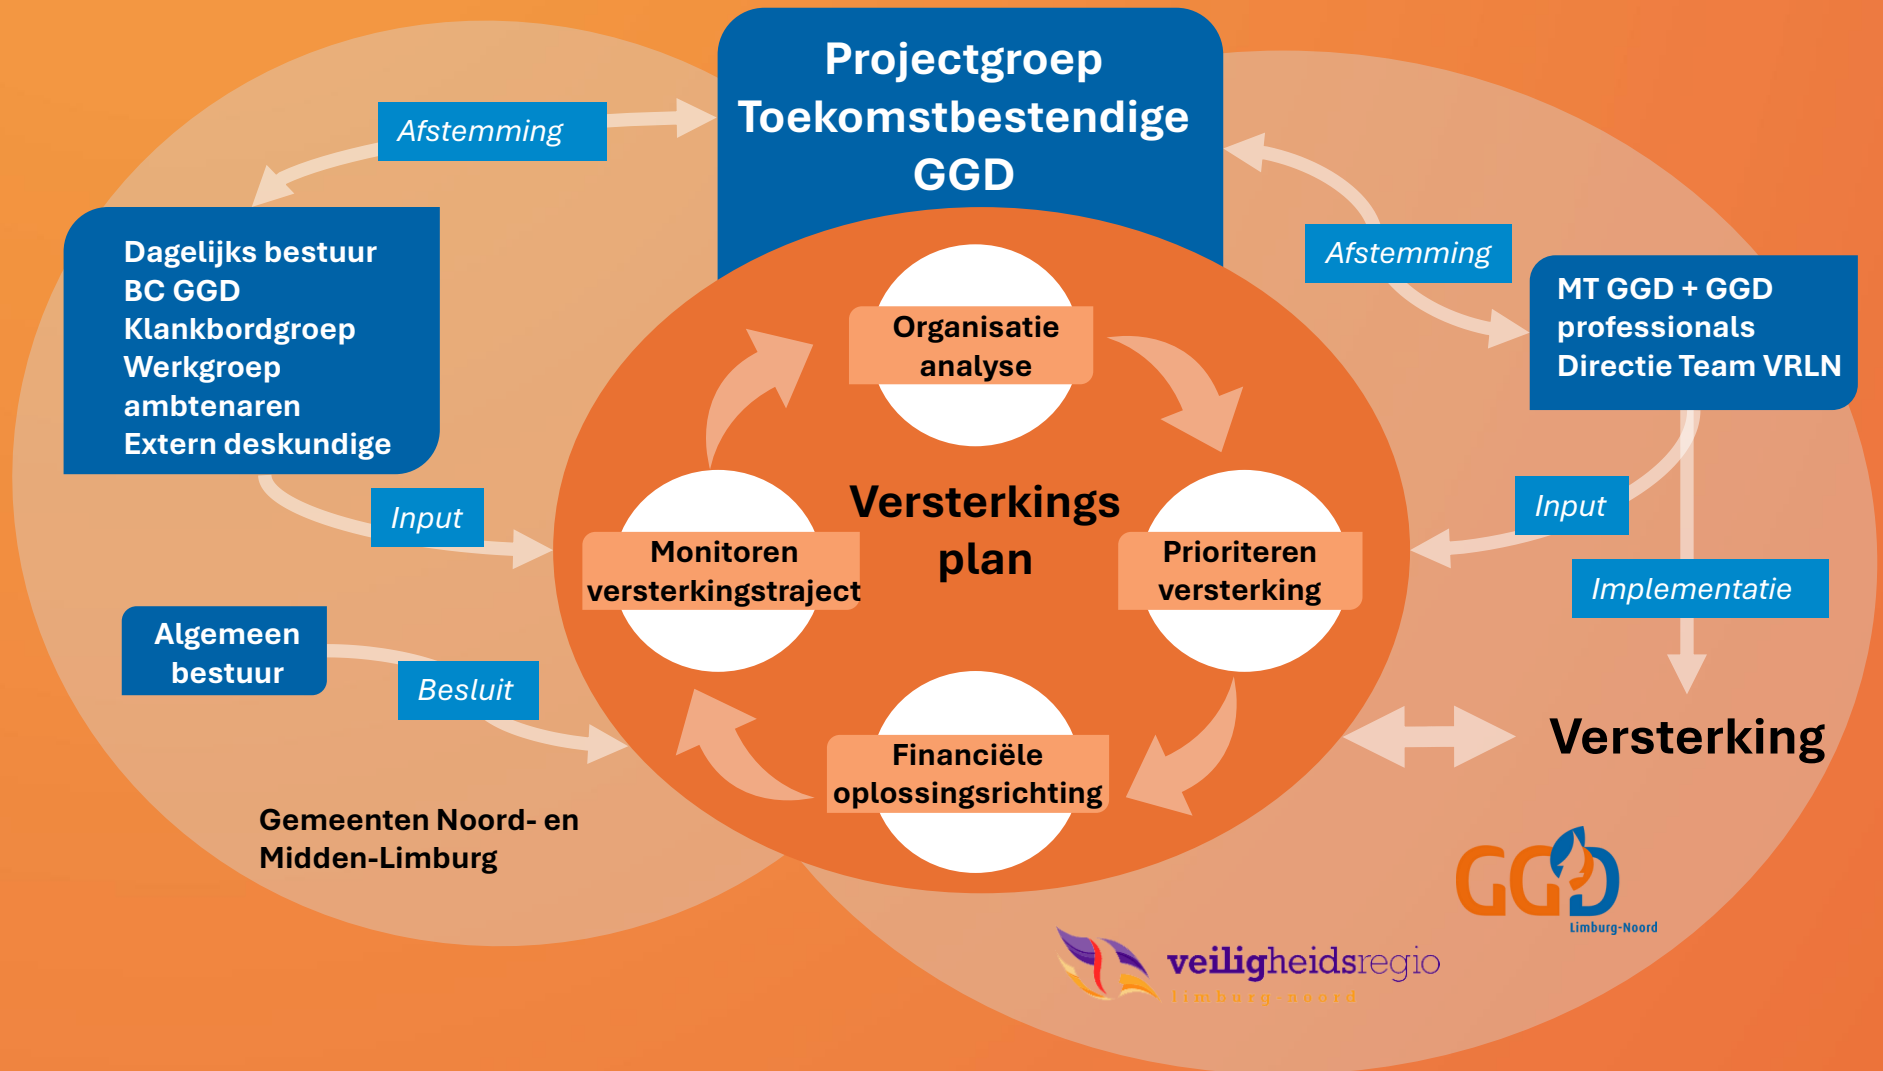 Projectgroep
Toekomstbestendige
GGD
Afstemming
Dagelijks bestuur
BC GGD
Klankbordgroep
Werkgroep
ambtenaren
Extern deskundige
Afstemming
MT GGD + GGD
professionals
Directie Team VRLN
Organisatie
analyse
Versterkings
plan
Monitoren
versterkingstraject
Prioriteren
versterking
Financiële
oplossingsrichting
Input
Input
Implementatie
Algemeen
bestuur
Besluit
Versterking
Gemeenten Noord- en
Midden-Limburg
GGD
Limburg-Noord
veiligheidsregio
limburg-noord